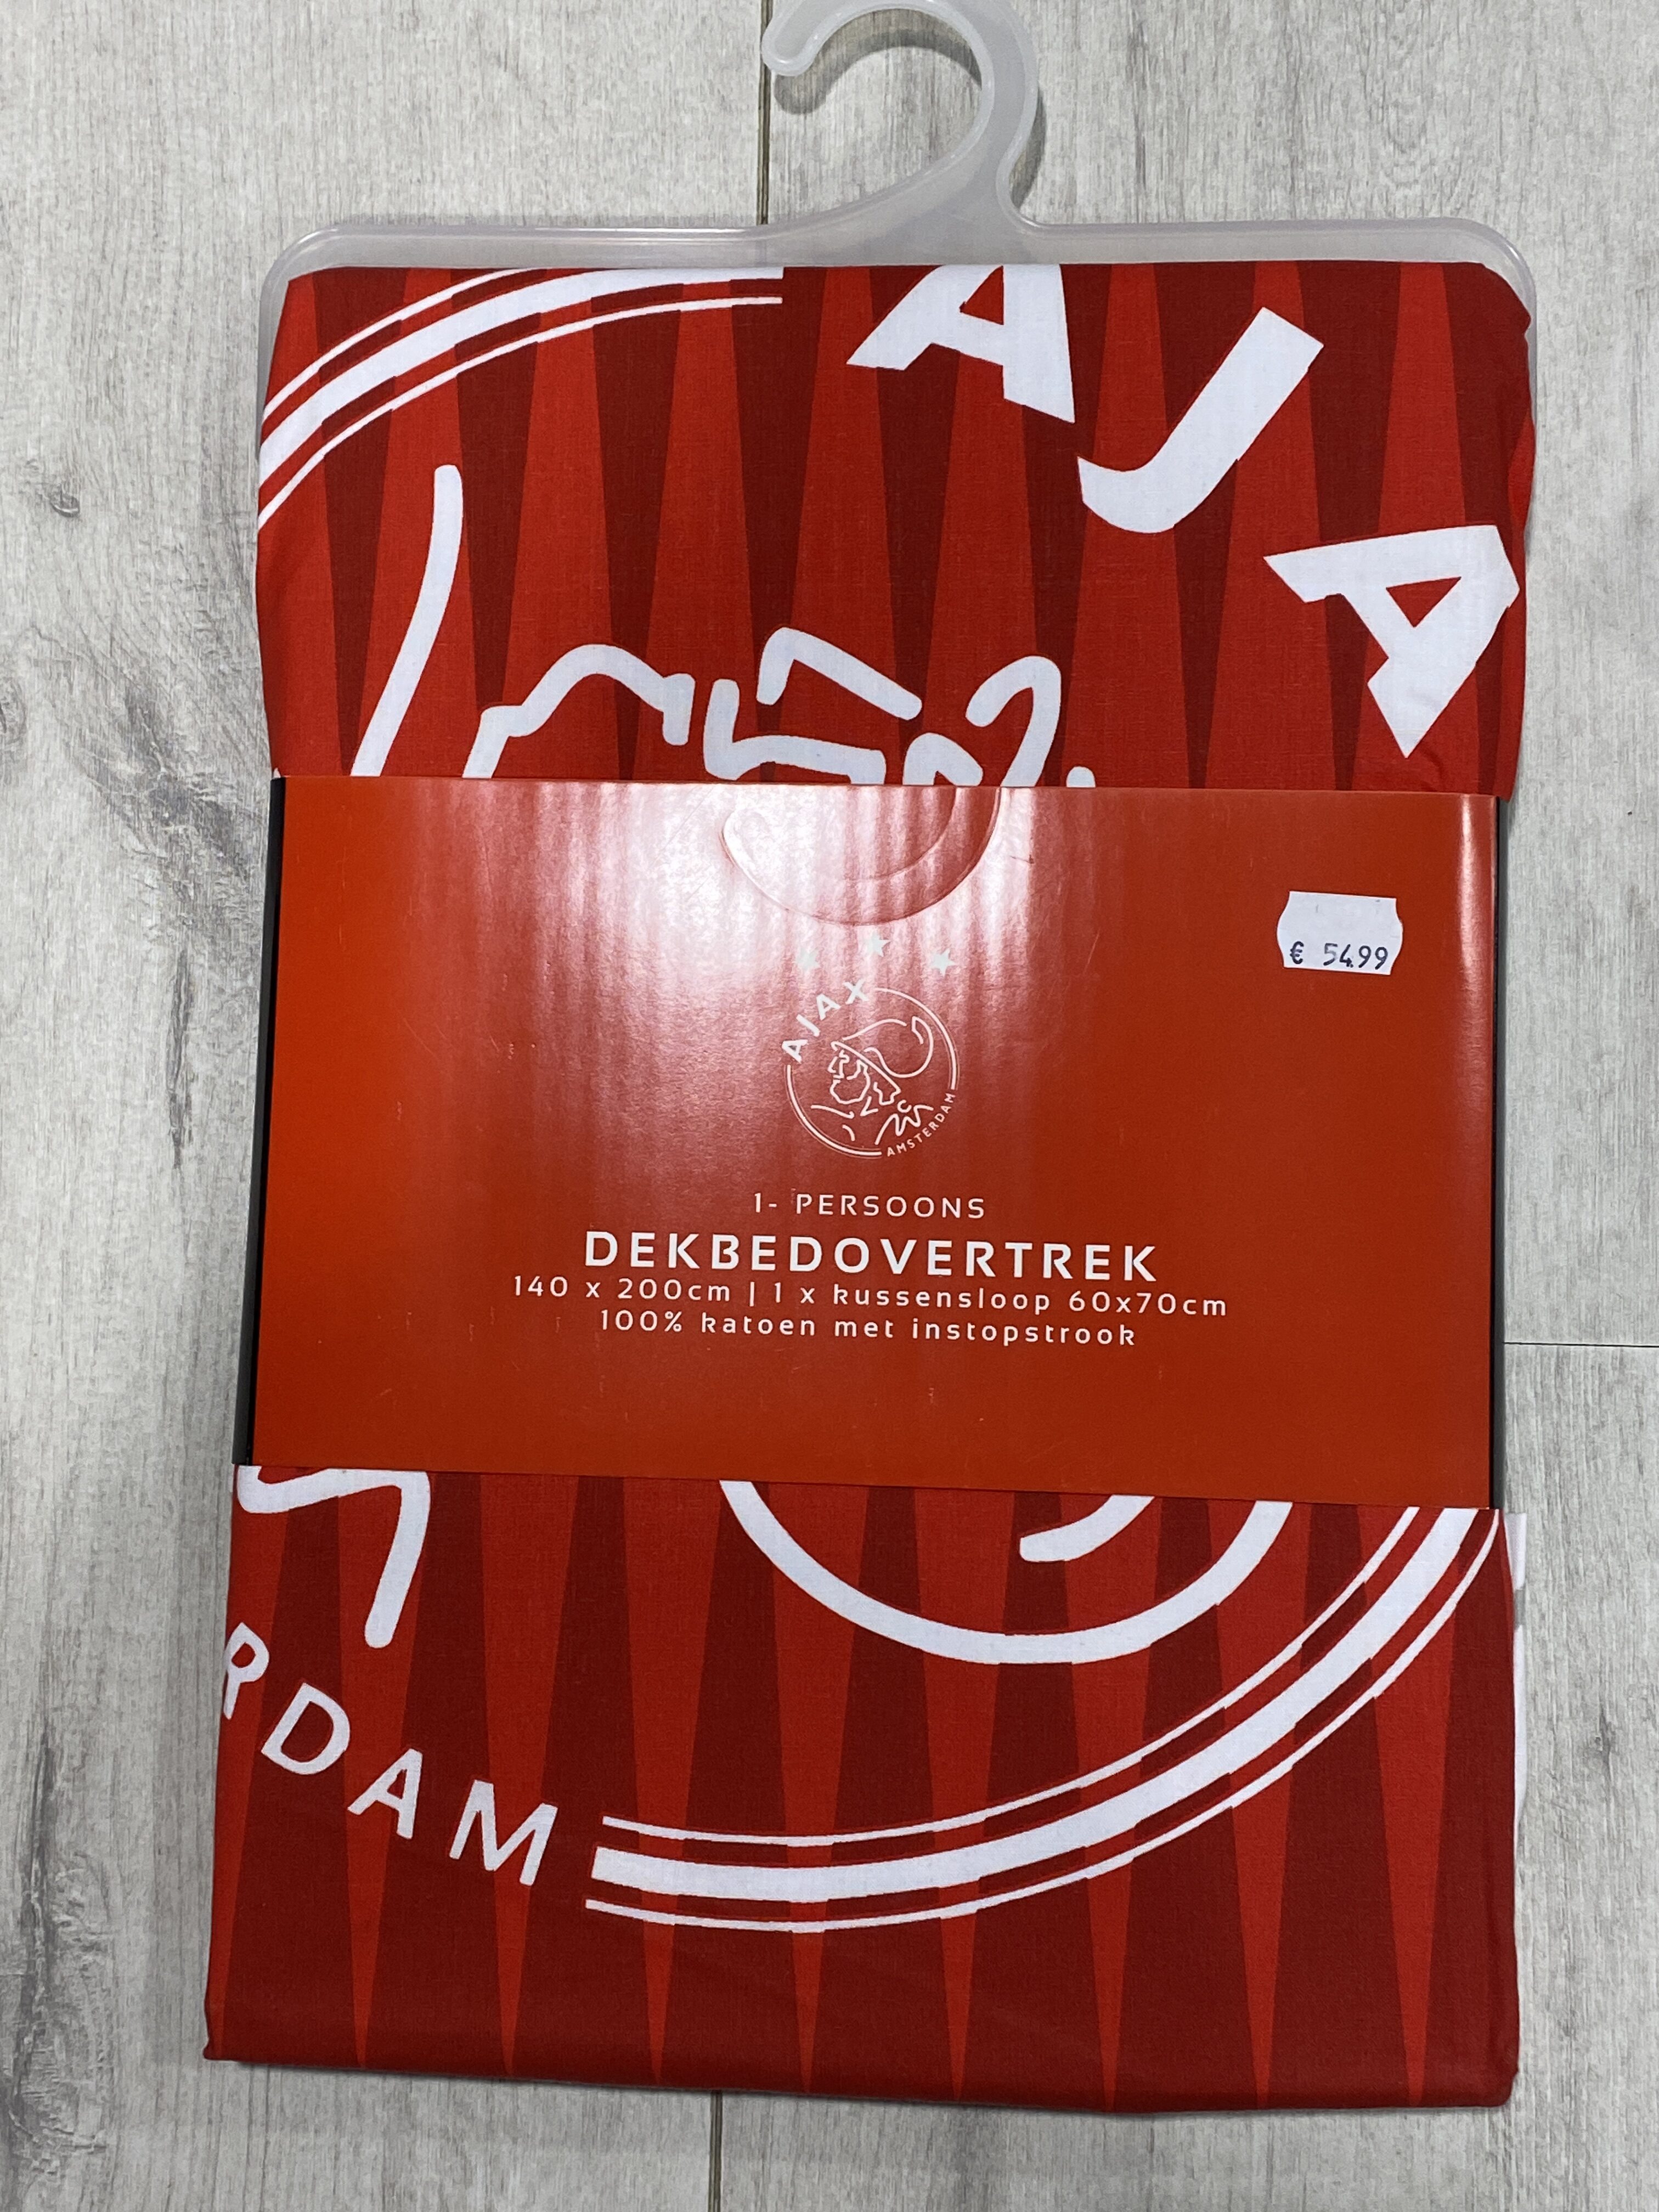 AJA
€ 54.99
AJAX
AMSTERDAM
1- PERSOONS
DEKBEDOVERTREK
140 x 200cm | 1 x kussensloop 60x70cm
100% katoen met instopstrook
RDAM